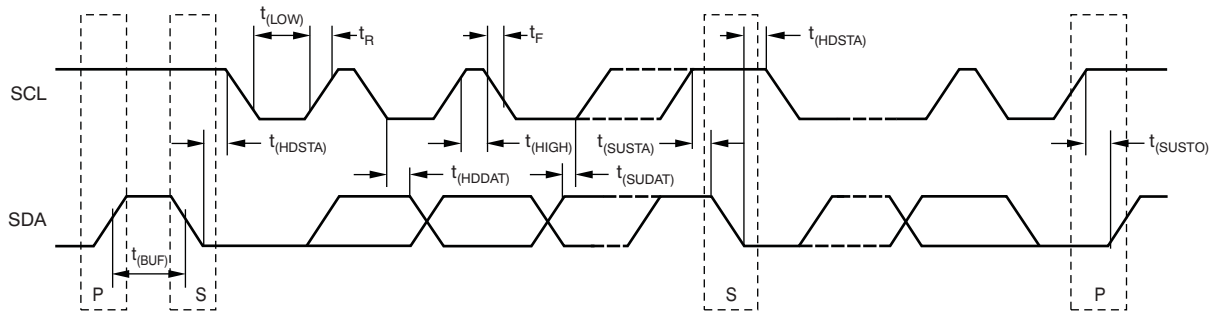 t(LOW)
tR
tF
t(HDSTA)
SCL
t(HDSTA)
t(HIGH)
t(SUSTA)
t(SUSTO)
t(HDDAT)
t(SUDAT)
SDA
t(BUF)
P
S
S
P